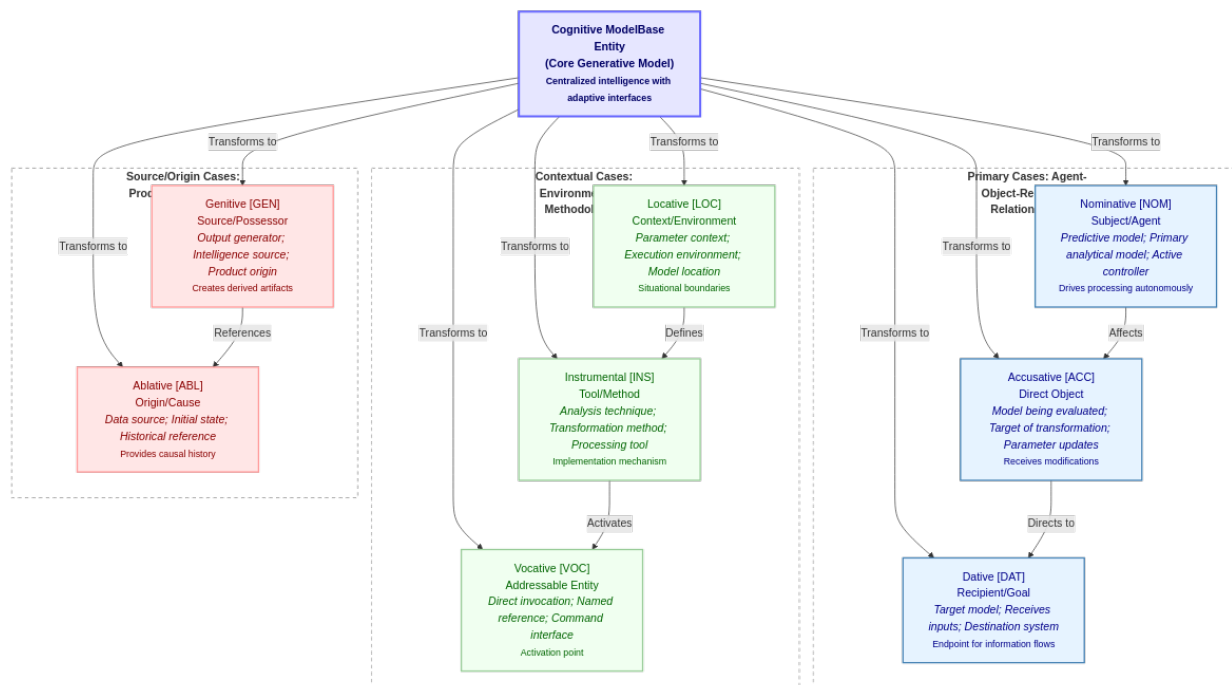 Cognitive ModelBase
Entity
(Core Generative Model)
Centralized intelligence with
adaptive interfaces
Transforms to
Transforms to
Transforms to
Source/Origin Cases:
Genitive [GEN]
Source/Possessor
Output generator;
Intelligence source;
Product origin
Creates derived artifacts
Transforms to
References
Ablative [ABL]
Origin/Cause
Data source; Initial state;
Historical reference
Provides causal history
Contextual Cases:
Locative [LOC]
Context/Environment
Parameter context;
Execution environment;
Model location
Situational boundaries
Transforms to
Transforms to
Defines
Instrumental [INS]
Tool/Method
Analysis technique;
Transformation method;
Processing tool
Implementation mechanism
Activates
Vocative [VOC]
Addressable Entity
Direct invocation; Named
reference; Command
interface
Activation point
Primary Cases: Agent-
Nominative [NOM]
Subject/Agent
Predictive model; Primary
analytical model; Active
controller
Drives processing autonomously
Transforms to
Transforms to
Affects
Accusative [ACC]
Direct Object
Model being evaluated;
Target of transformation;
Parameter updates
Receives modifications
Directs to
Dative [DAT]
Recipient/Goal
Target model; Receives
inputs; Destination system
Endpoint for information flows